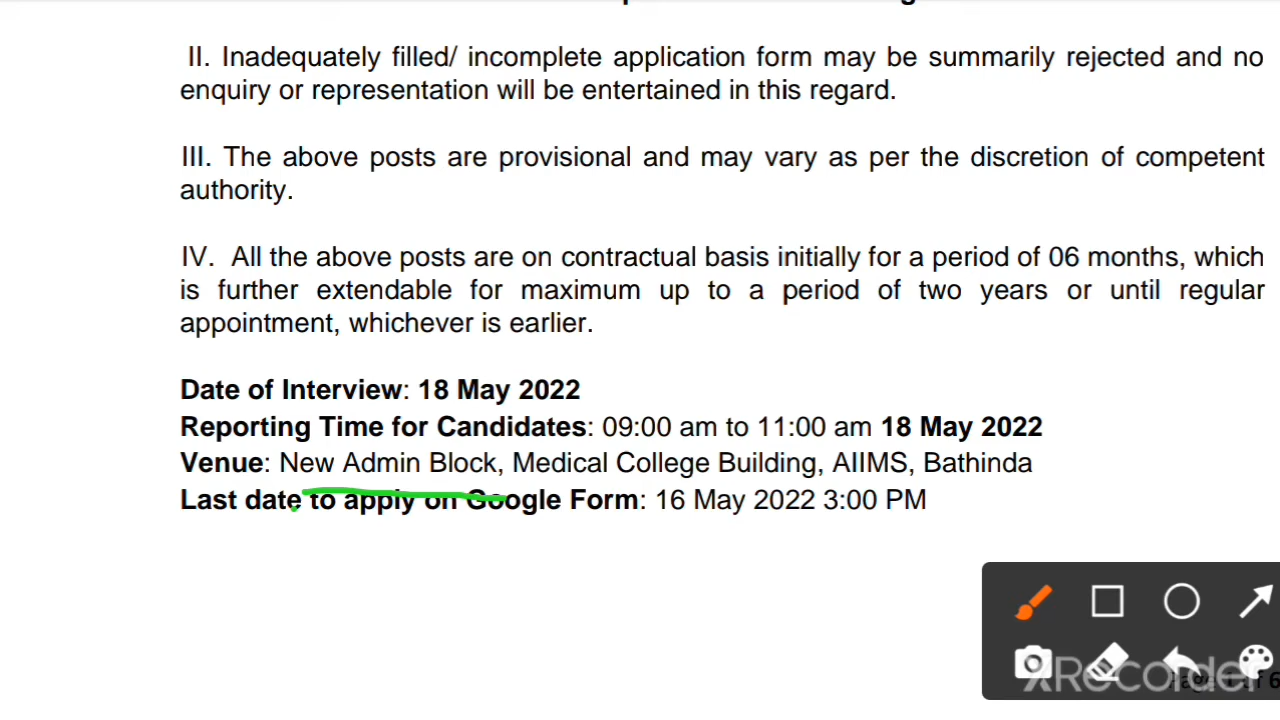 II. Inadequately filled/ incomplete application form may be summarily rejected and no
enquiry or representation will be entertained in this regard.
III. The above posts are provisional and may vary as per the discretion of competent
authority.
IV. All the above posts are on contractual basis initially for a period of 06 months, which
is further extendable for maximum up to a period of two years or until regular
appointment, whichever is earlier.
Date of Interview: 18 May 2022
Reporting Time for Candidates: 09:00 am to 11:00 am 18 May 2022
Venue: New Admin Block, Medical College Building, AIIMS, Bathinda
Last date to apply on Google Form: 16 May 2022 3:00 PM
XRecorder